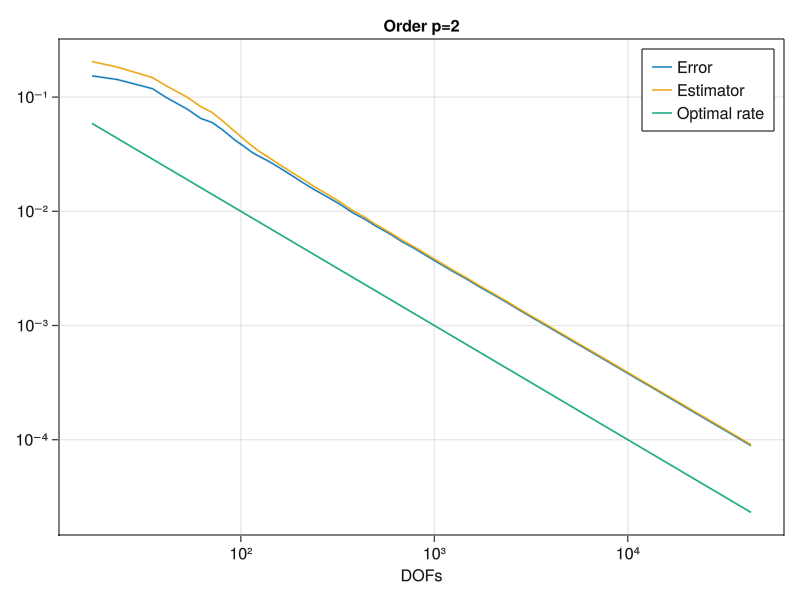 Order p=2
Error
Estimator
Optimal rate
10⁻¹
10⁻²
10⁻³
10⁻⁴
10² 10³ 10⁴
DOFs